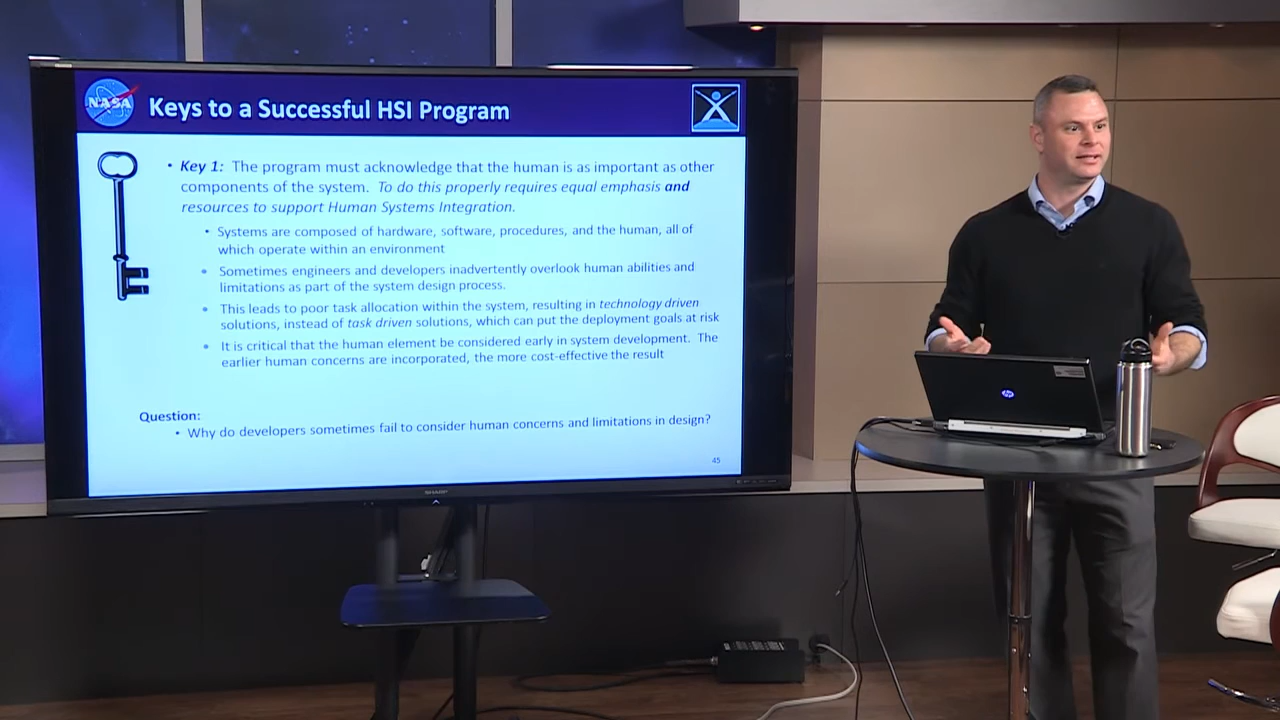 NASA
Keys to a Successful HSI Program
• Key 1: The program must acknowledge that the human is as important as other
components of the system. To do this properly requires equal emphasis and
resources to support Human Systems Integration.
• Systems are composed of hardware, software, procedures, and the human, all of
which operate within an environment
• Sometimes engineers and developers inadvertently overlook human abilities and
limitations as part of the system design process.
• This leads to poor task allocation within the system, resulting in technology driven
solutions, instead of task driven solutions, which can put the deployment goals at risk
• It is critical that the human element be considered early in system development. The
earlier human concerns are incorporated, the more cost-effective the result
Question:
• Why do developers sometimes fail to consider human concerns and limitations in design?
45
SHARP
hp